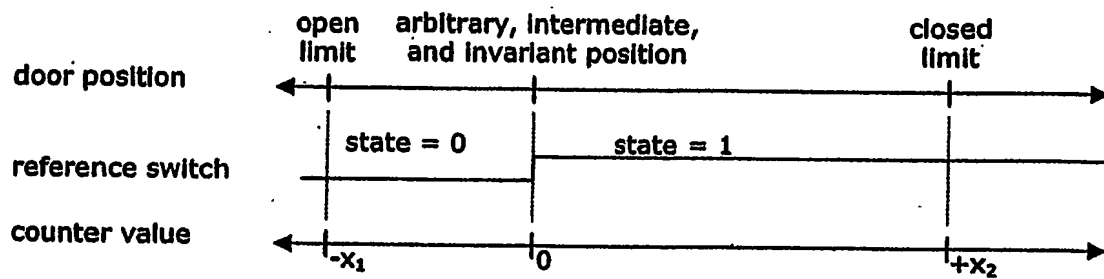 open
limit
arbitrary, intermediate,
and invariant position
closed
limit
door position
state = 0
state = 1
reference switch
counter value
-x₁
0
+x₂